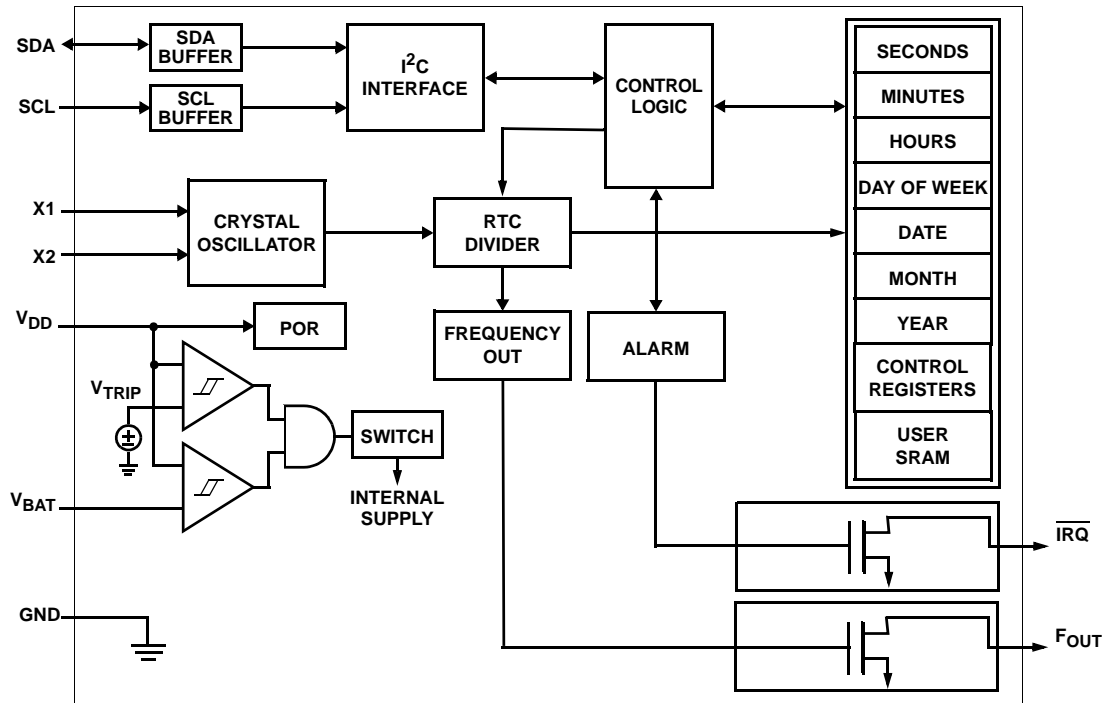 SDA
SDA
BUFFER
SCL
SCL
BUFFER
I²C
INTERFACE
CONTROL
LOGIC
SECONDS
MINUTES
HOURS
DAY OF WEEK
DATE
MONTH
YEAR
CONTROL
REGISTERS
USER
SRAM
X1
X2
CRYSTAL
OSCILLATOR
RTC
DIVIDER
FREQUENCY
OUT
ALARM
VDD
POR
VTRIP
SWITCH
INTERNAL
SUPPLY
VBAT
GND
I̅R̅Q̅
FOUT